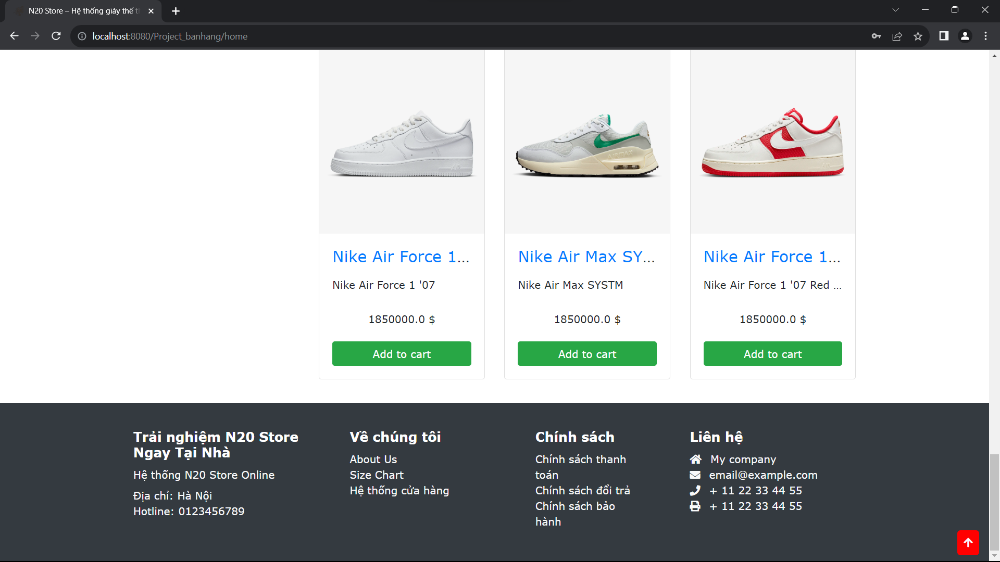 N20 Store – Hệ thống giày thể t
localhost:8080/Project_banhang/home
AIRMAX
AIR
AIR
Nike Air Force 1...
Nike Air Max SY...
Nike Air Force 1...
Nike Air Force 1 '07
Nike Air Max SYSTM
Nike Air Force 1 '07 Red ...
1850000.0 $
1850000.0 $
1850000.0 $
Add to cart
Add to cart
Add to cart
Trải nghiệm N20 Store
Ngay Tại Nhà
Hệ thống N20 Store Online
Địa chỉ: Hà Nội
Hotline: 0123456789
Về chúng tôi
About Us
Size Chart
Hệ thống cửa hàng
Chính sách
Chính sách thanh
toán
Chính sách đổi trả
Chính sách bảo
hành
Liên hệ
My company
email@example.com
+ 11 22 33 44 55
+ 11 22 33 44 55